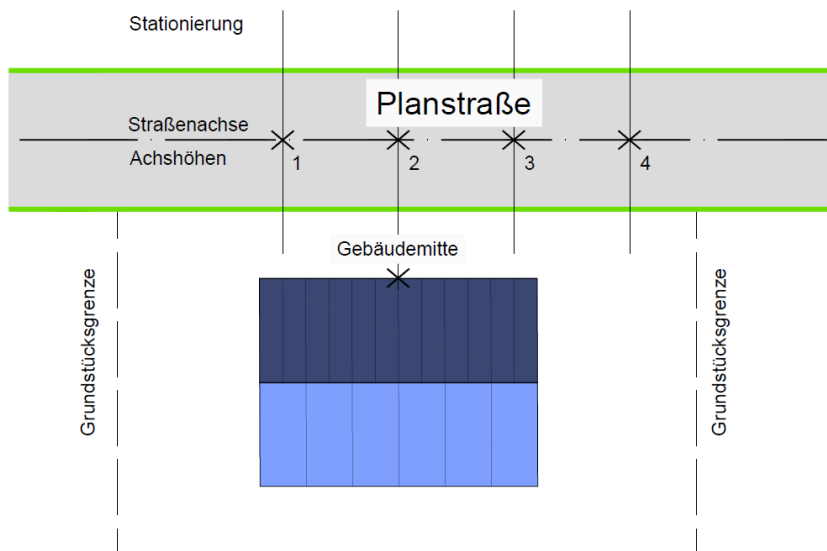 Stationierung
Planstraße
Straßenachse
Achshöhen
1
2
3
4
Gebäudemitte
Grundstücksgrenze
Grundstücksgrenze